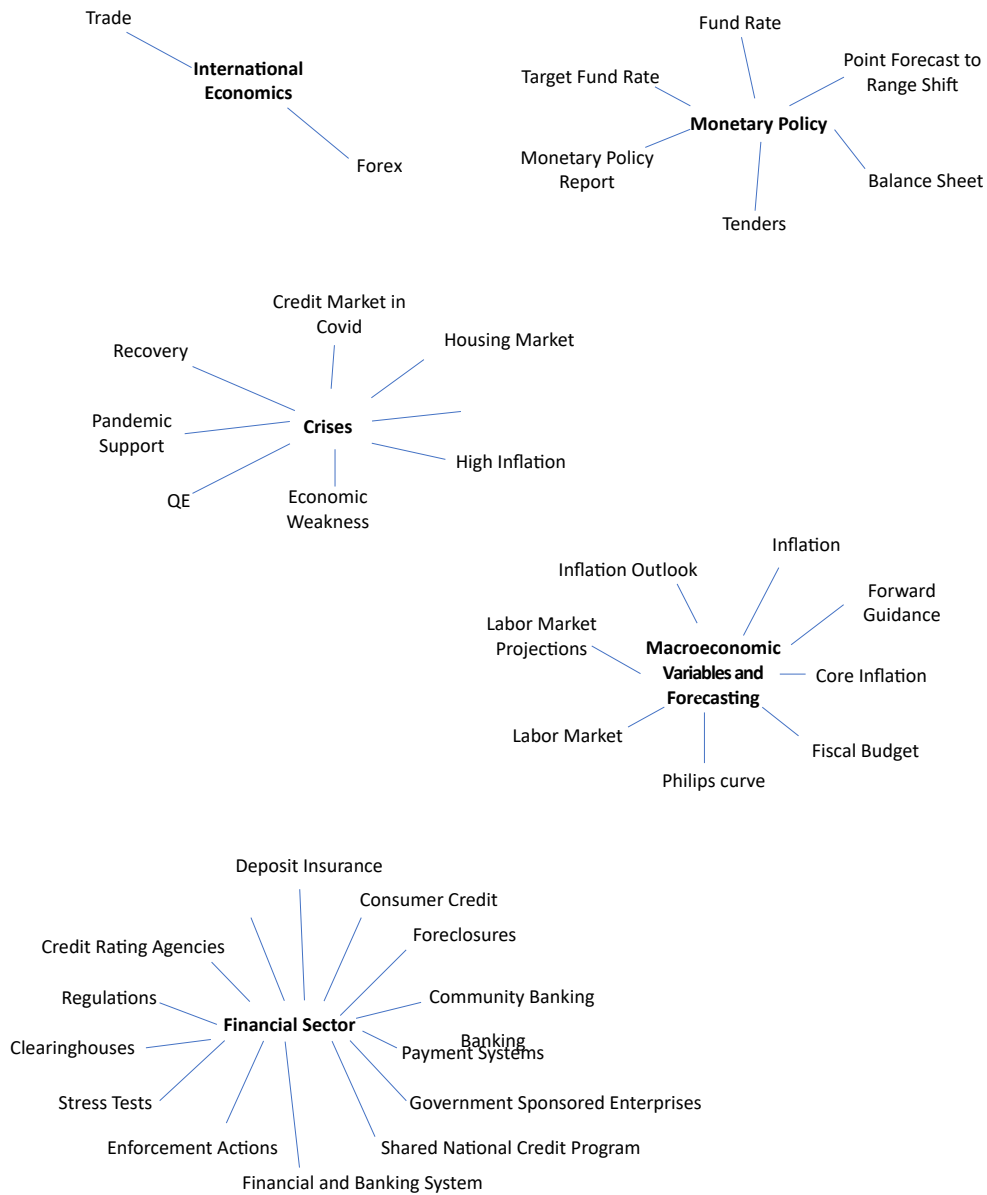 Trade
International
Economics
Forex
Fund Rate
Target Fund Rate
Point Forecast to
Range Shift
Monetary Policy
Monetary Policy
Report
Balance Sheet
Tenders
Credit Market in
Covid
Housing Market
Recovery
Pandemic
Support
Crises
High Inflation
QE
Economic
Weakness
Inflation
Inflation Outlook
Forward
Guidance
Labor Market
Projections
Macroeconomic
Variables and
Forecasting
Core Inflation
Labor Market
Fiscal Budget
Philips curve
Deposit Insurance
Consumer Credit
Foreclosures
Credit Rating Agencies
Regulations
Community Banking
Financial Sector
Banking
Clearinghouses
Payment Systems
Stress Tests
Government Sponsored Enterprises
Enforcement Actions
Shared National Credit Program
Financial and Banking System